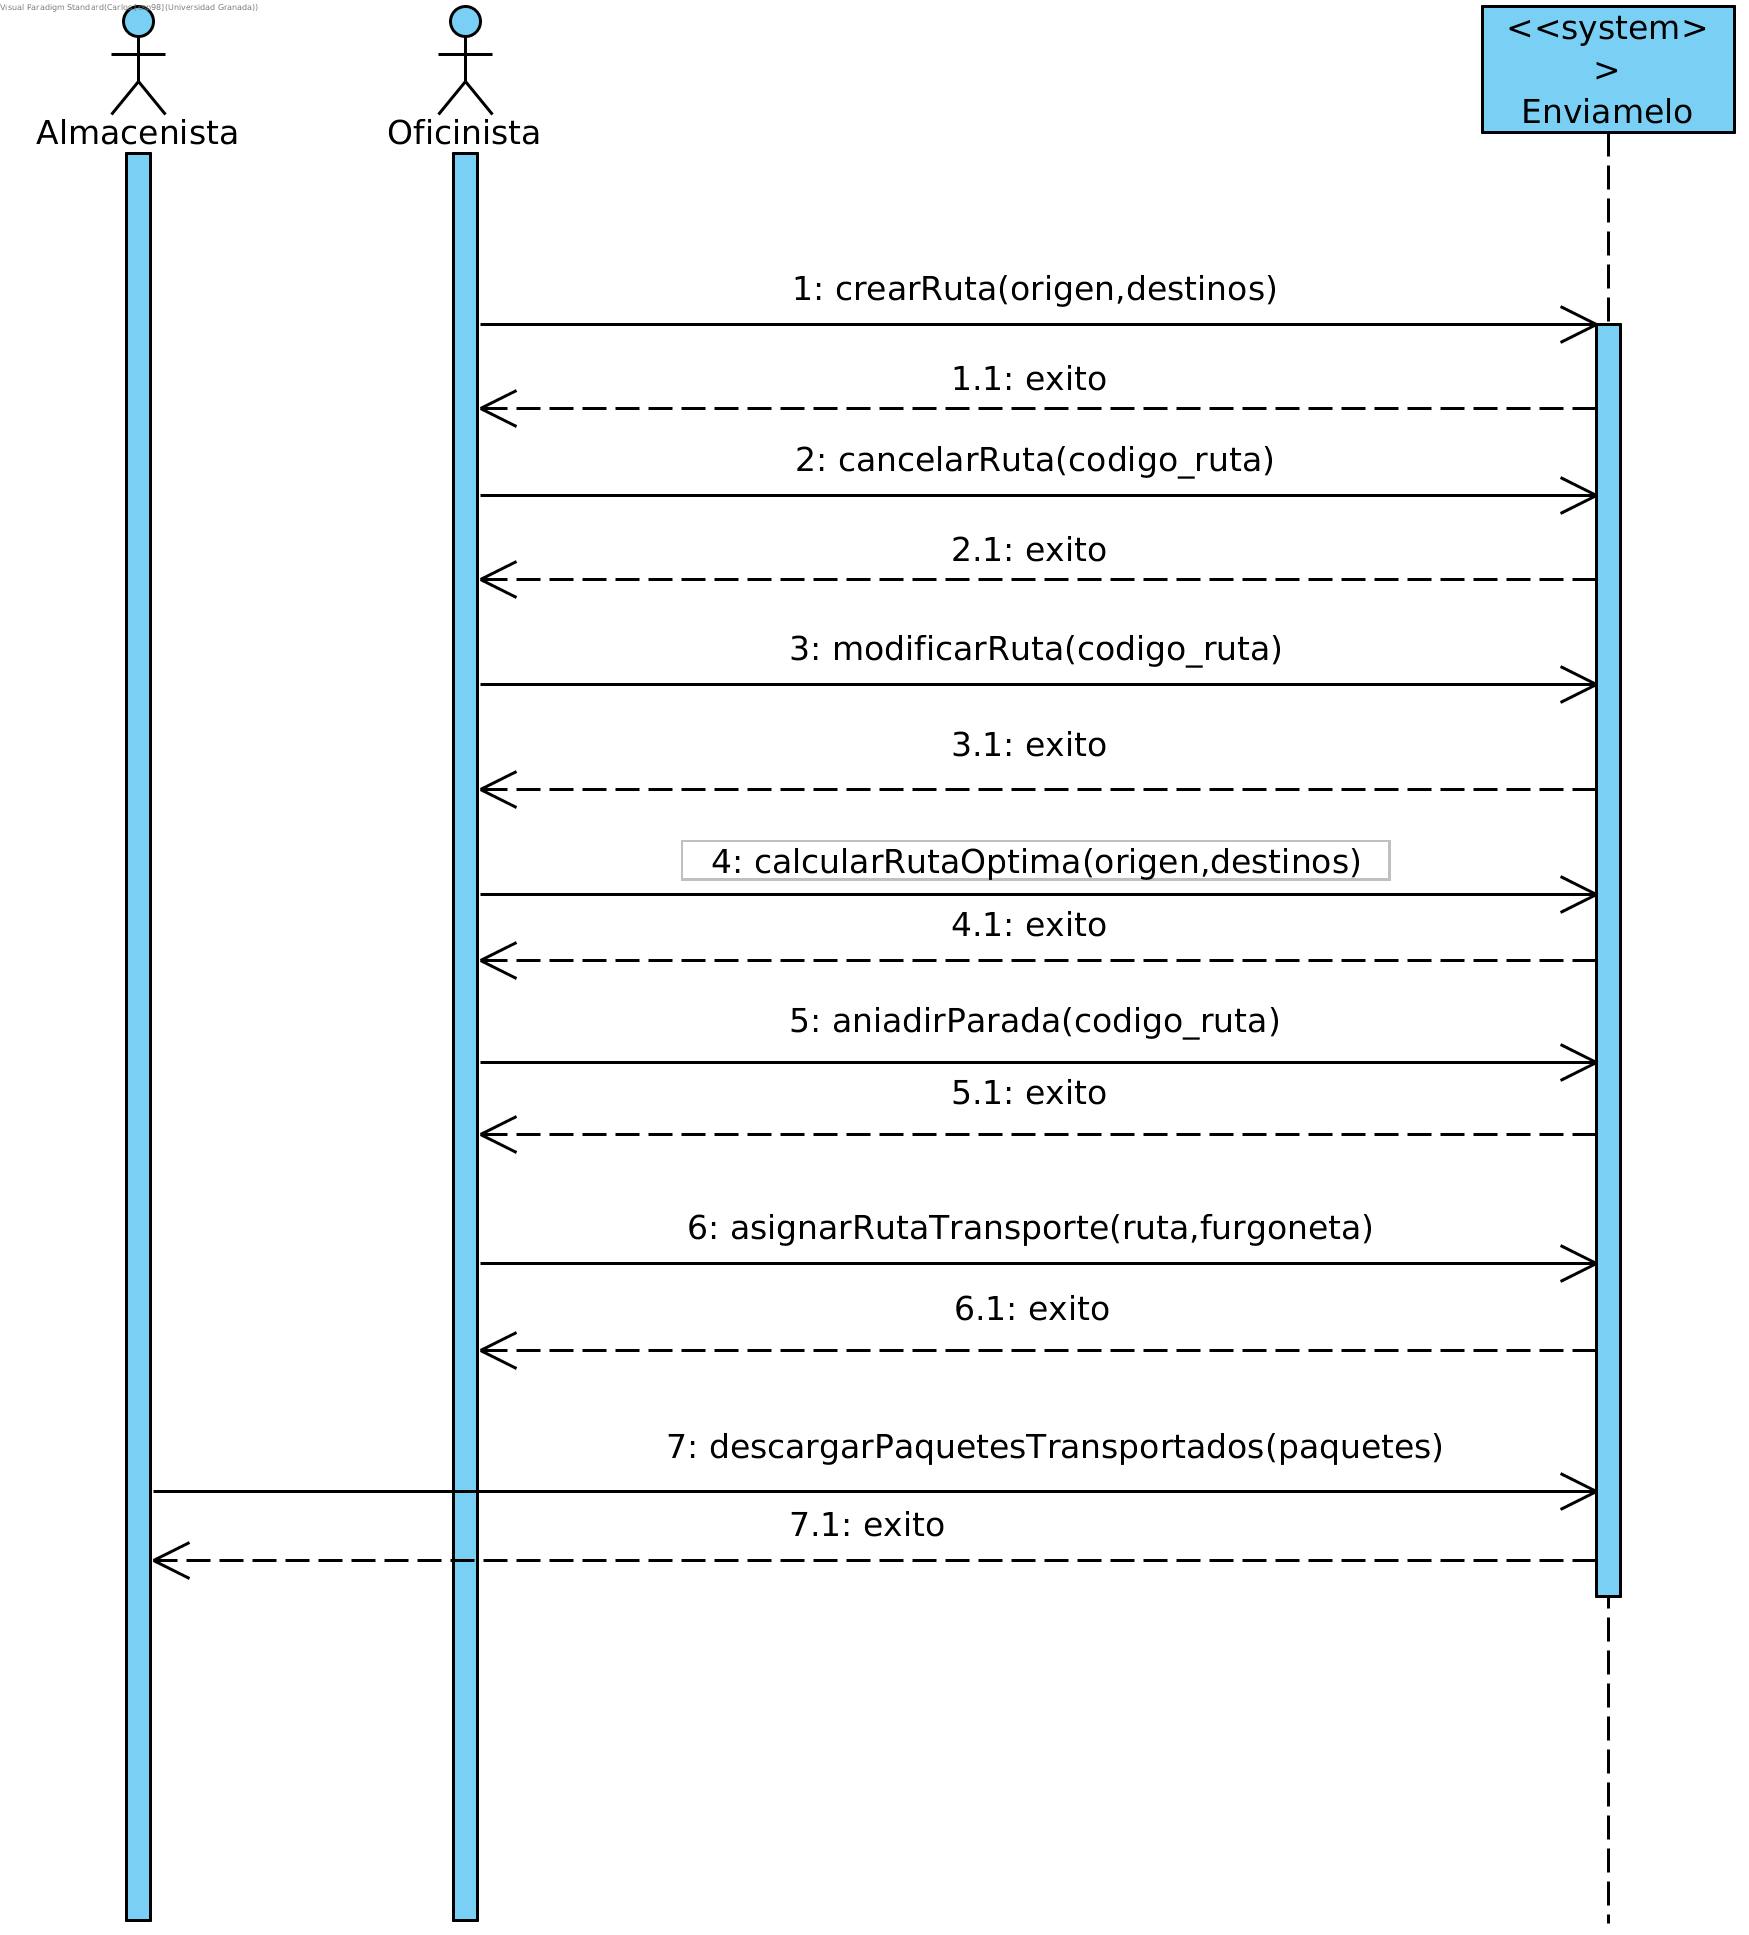 Visual Paradigm Standard(Carlos
98](Universidad Granada))
Almacenista
Oficinista
<<system>
>
Enviamelo
1: crearRuta(origen,destinos)
1.1: exito
2: cancelarRuta(codigo_ruta)
2.1: exito
3: modificarRuta(codigo_ruta)
3.1: exito
4: calcularRutaOptima(origen,destinos)
4.1: exito
5: aniadirParada(codigo_ruta)
5.1: exito
6: asignarRutaTransporte(ruta,furgoneta)
6.1: exito
7: descargarPaquetesTransportados(paquetes)
7.1: exito